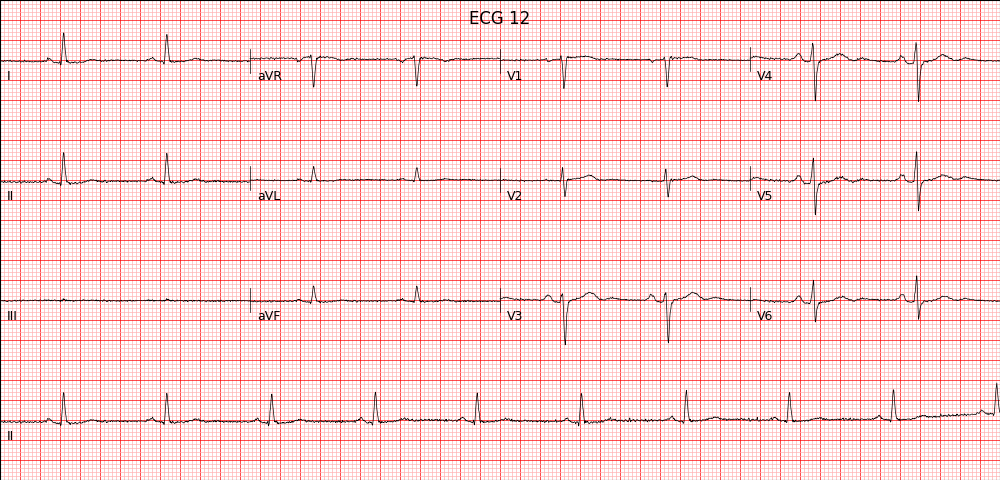 ECG 12
I aVR V1 V4
II aVL V2 V5
III aVF V3 V6
II